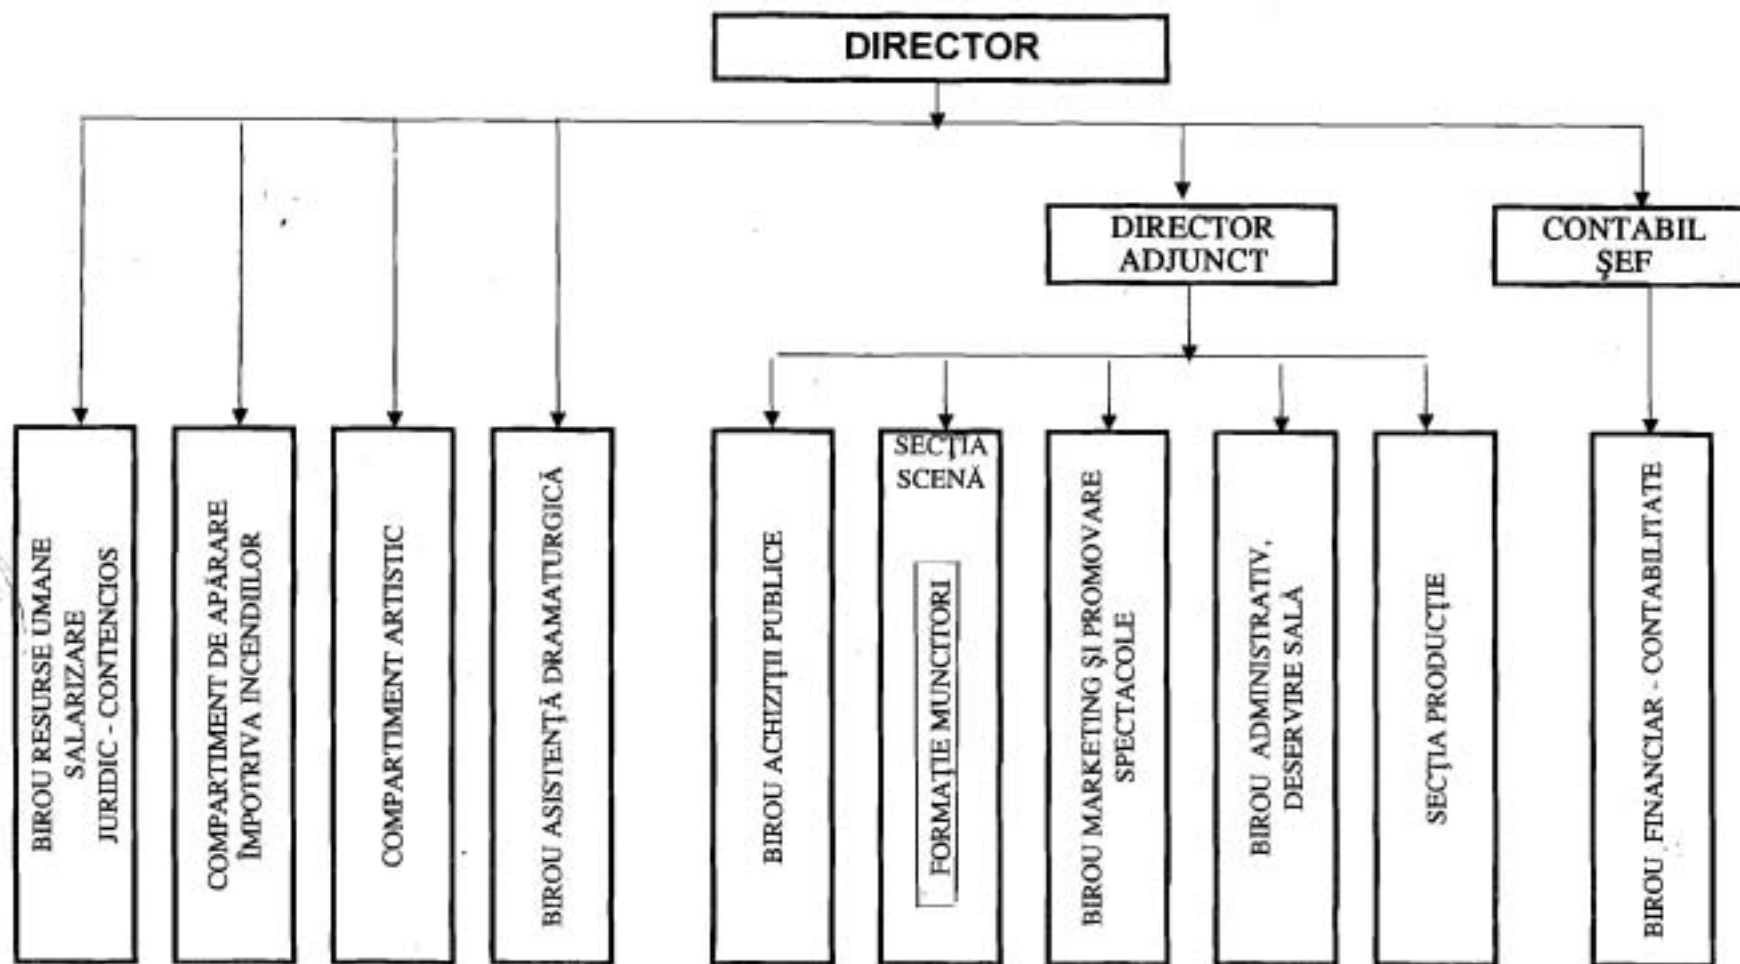 DIRECTOR
DIRECTOR
ADJUNCT
CONTABIL
ŞEF
BIROU RESURSE UMANE
SALARIZARE
JURIDIC - CONTENCIOS
COMPARTIMENT DE APĂRARE
ÎMPOTRIVA INCENDIILOR
COMPARTIMENT ARTISTIC
BIROU ASISTENŢĂ DRAMATURGICĂ
BIROU ACHIZIŢII PUBLICE
SECŢIA
SCENĂ
FORMAŢIE MUNCITORI
BIROU MARKETING ŞI PROMOVARE
SPECTACOLE
BIROU ADMINISTRATIV,
DESERVIRE SALĂ
SECŢIA PRODUCŢIE
BIROU FINANCIAR - CONTABILITATE